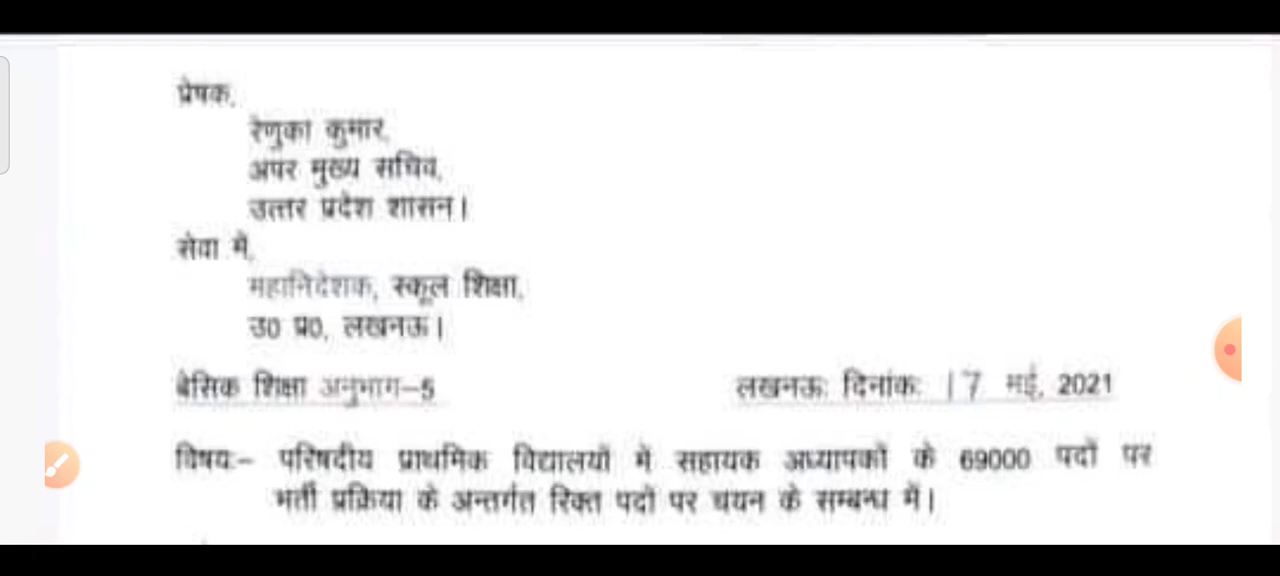 प्रेषक,
रेणुका कुमार,
अपर मुख्य सचिव,
उत्तर प्रदेश शासन।
सेवा में,
महानिदेशक, स्कूल शिक्षा,
उ0 प्र0, लखनऊ।
बेसिक शिक्षा अनुभाग-5 लखनऊः दिनांकः 17 मई, 2021
विषयः- परिषदीय प्राथमिक विद्यालयों में सहायक अध्यापकों के 69000 पदों पर
भर्ती प्रक्रिया के अन्तर्गत रिक्त पदों पर चयन के सम्बन्ध में।